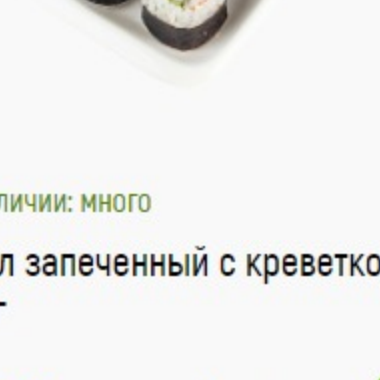 личии: много
л запеченный с креветко